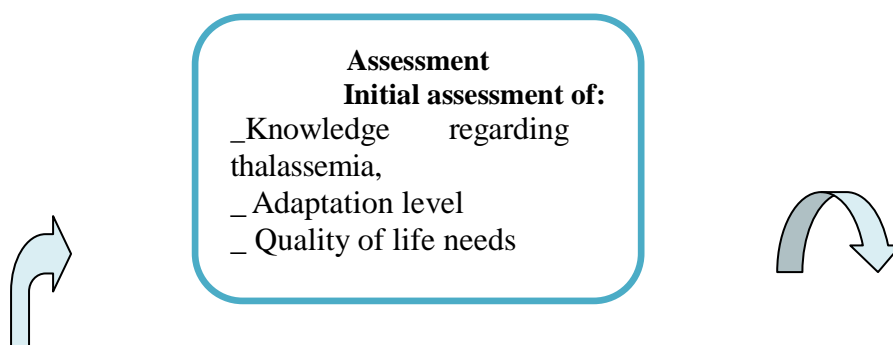 Assessment
Initial assessment of:
_Knowledge regarding
thalassemia,
_ Adaptation level
_ Quality of life needs